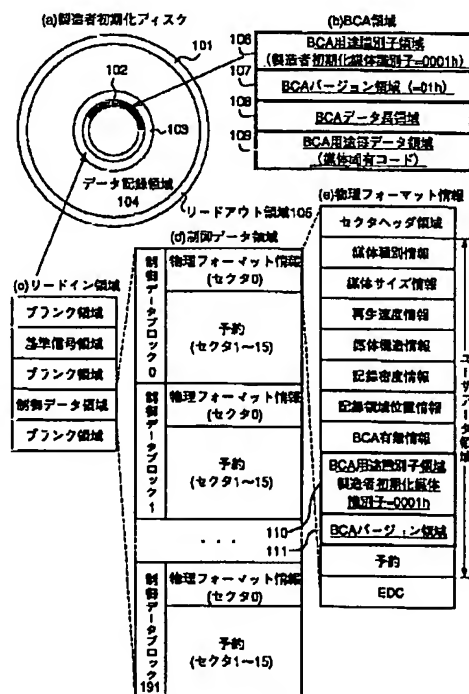 (a)製造者初期化ディスク
101
102
103
データ記録領域
104
リードアウト領域105
(b)BCA領域
106
BCA用途識別子領域
(製造者初期化媒体識別子=0001h)
107
BCAバージョン領域(=01h)
108
BCAデータ長領域
109
BCA用途毎データ領域
(媒体固有コード)
(c)リードイン領域
ブランク領域
基準信号領域
ブランク領域
制御データ領域
ブランク領域
(d)制御データ領域
制御データブロック0
物理フォーマット情報
(セクタ0)
予約
(セクタ1～15)
制御データブロック1
物理フォーマット情報
(セクタ0)
予約
(セクタ1～15)
・・・
制御データブロック191
物理フォーマット情報
(セクタ0)
予約
(セクタ1～15)
(e)物理フォーマット情報
セクタヘッダ領域
媒体種別情報
媒体サイズ情報
再生速度情報
媒体構造情報
記録密度情報
記録領域位置情報
BCA有無情報
BCA用途識別子領域
製造者初期化媒体
識別子=0001h
110
BCAバージョン領域
111
予約
EDC
ユーザデータ領域